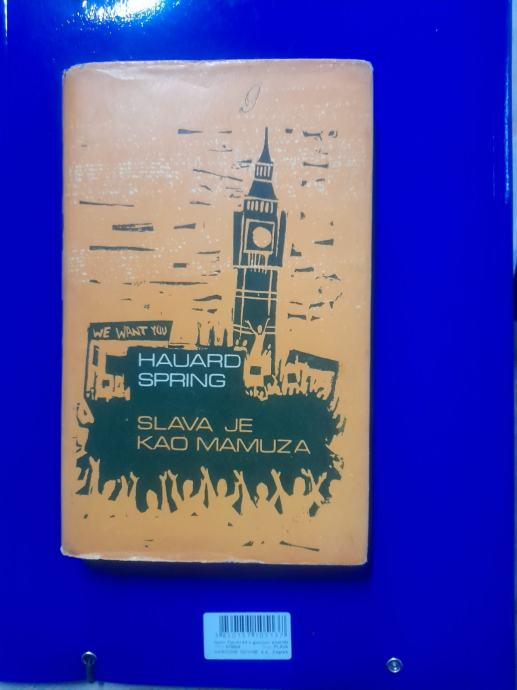 WE WANT YOU
HAUARD
SPRING
SLAVA JE
KAO MAMUZA